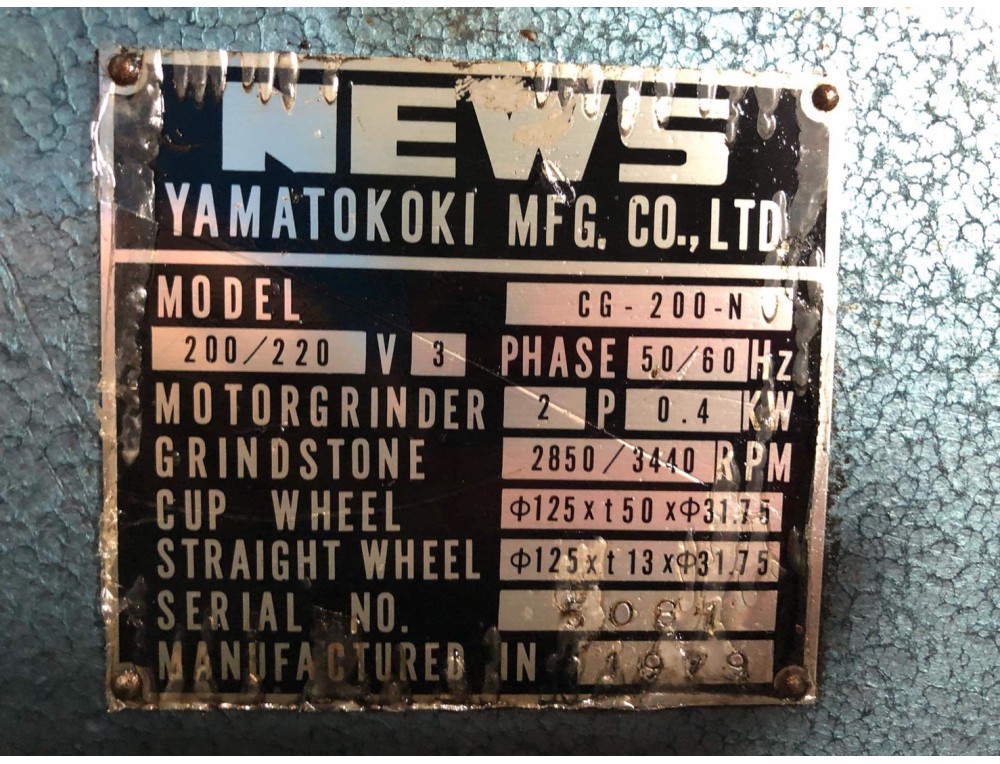 NEWS
YAMATOKOKI MFG. CO., LTD.
MODEL CG-200-N
200/220 V 3 PHASE 50/60 Hz
MOTORGRINDER 2 P 0.4 KW
GRINDSTONE 2850/3440 RPM
CUP WHEEL Φ125xt50xΦ31.75
STRAIGHT WHEEL Φ125xt13xΦ31.75
SERIAL NO. 5081
MANUFACTURED IN 1979